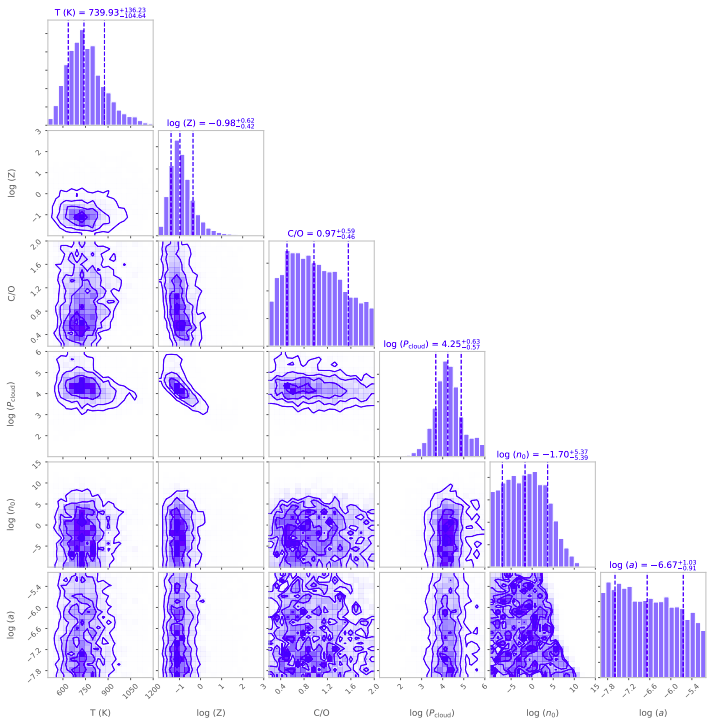 T (K) = 739.93+136.23−104.64
log (Z) = −0.98+0.62−0.42
3 2 1 0 −1
log (Z)
C/O = 0.97+0.59−0.46
2.0 1.6 1.2 0.8 0.4
C/O
log (Pcloud) = 4.25+0.63−0.57
6 5 4 3 2
log (Pcloud)
log (n0) = −1.70+5.37−5.39
15 10 5 0 −5
log (n0)
log (a) = −6.67+1.03−0.91
−5.4 −6.0 −6.6 −7.2 −7.8
log (a)
600 750 900 1050 1200
−1 0 1 2 3
0.4 0.8 1.2 1.6 2.0
2 3 4 5 6
−5 0 5 10 15
−7.8 −7.2 −6.6 −6.0 −5.4
T (K) log (Z) C/O log (Pcloud) log (n0) log (a)